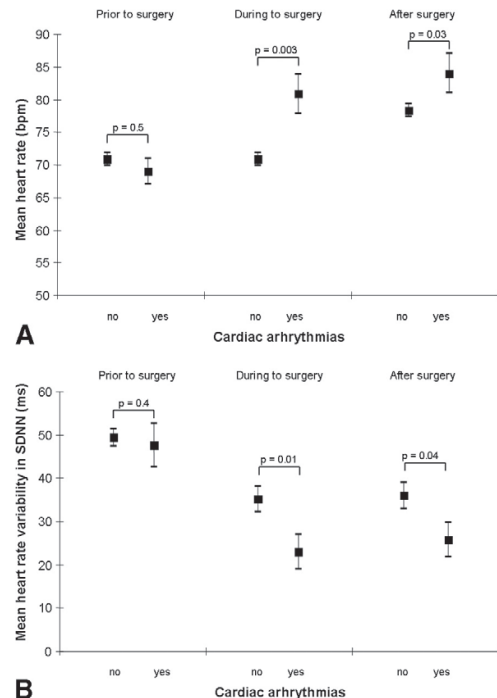 Prior to surgery During to surgery After surgery
90
85
80
75
70
65
60
55
50
Mean heart rate (bpm)
p = 0.5
p = 0.003
p = 0.03
no yes no yes no yes
A
Cardiac arhrythmias
Prior to surgery During to surgery After surgery
60
50
40
30
20
10
0
Mean heart rate variability in SDNN (ms)
p = 0.4
p = 0.01
p = 0.04
no yes no yes no yes
B
Cardiac arhrythmias